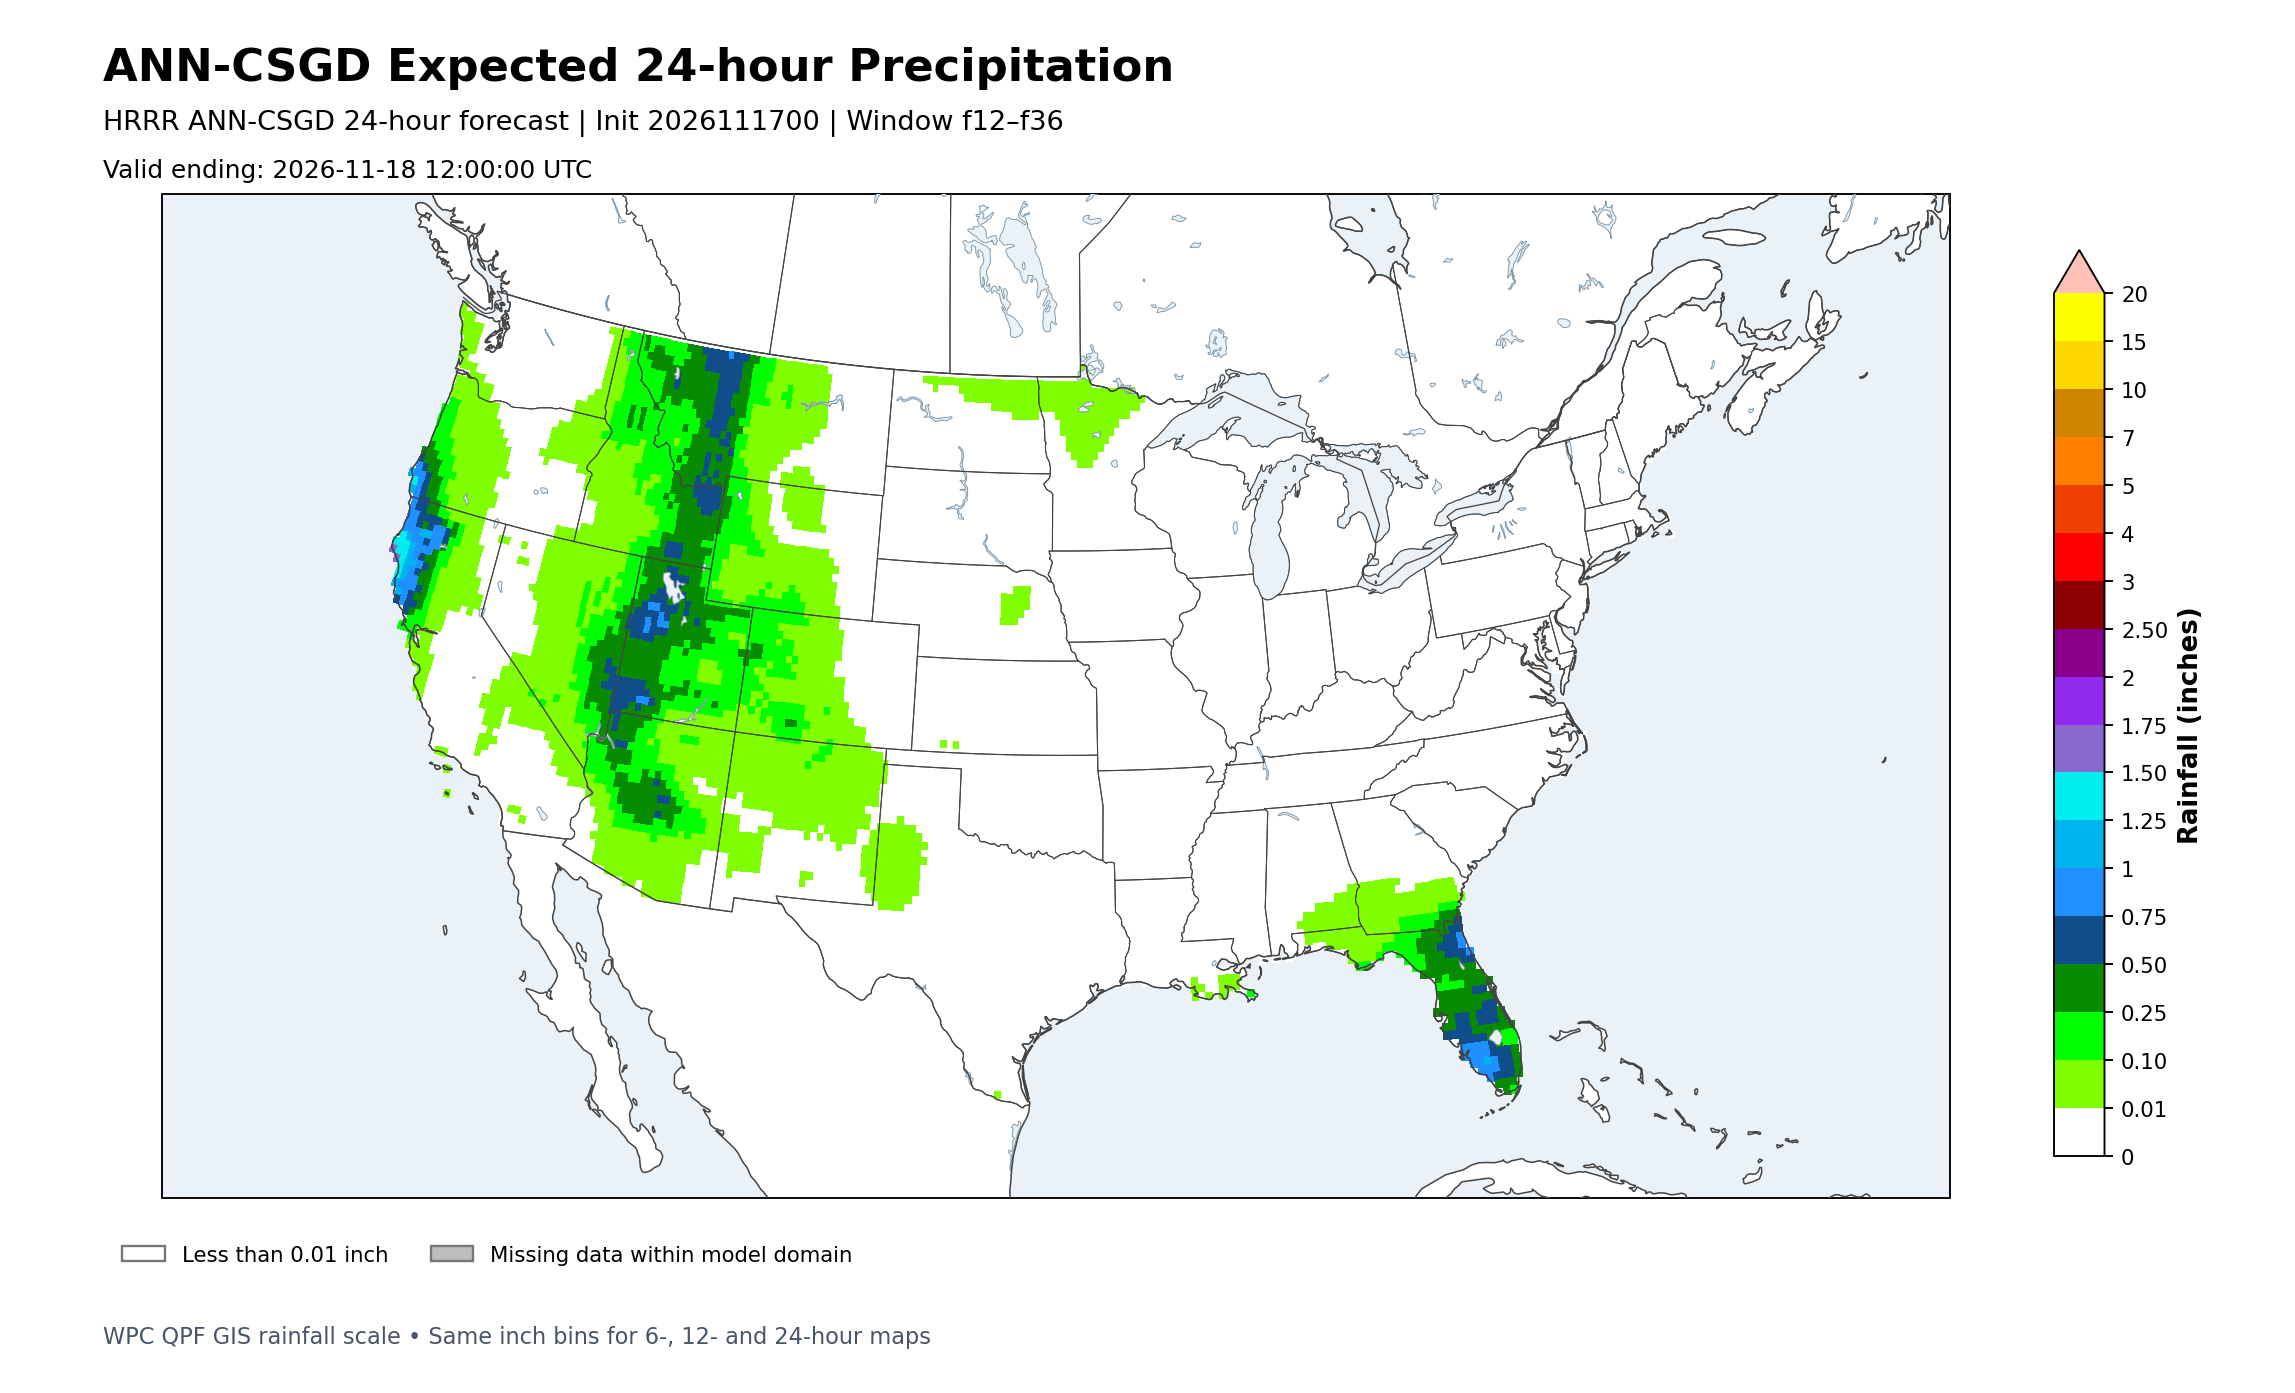 ANN-CSGD Expected 24-hour Precipitation
HRRR ANN-CSGD 24-hour forecast | Init 2026111700 | Window f12–f36
Valid ending: 2026-11-18 12:00:00 UTC
20
15
10
7
5
4
3
2.50
2
1.75
1.50
1.25
1
0.75
0.50
0.25
0.10
0.01
0
Rainfall (inches)
Less than 0.01 inch
Missing data within model domain
WPC QPF GIS rainfall scale • Same inch bins for 6-, 12- and 24-hour maps